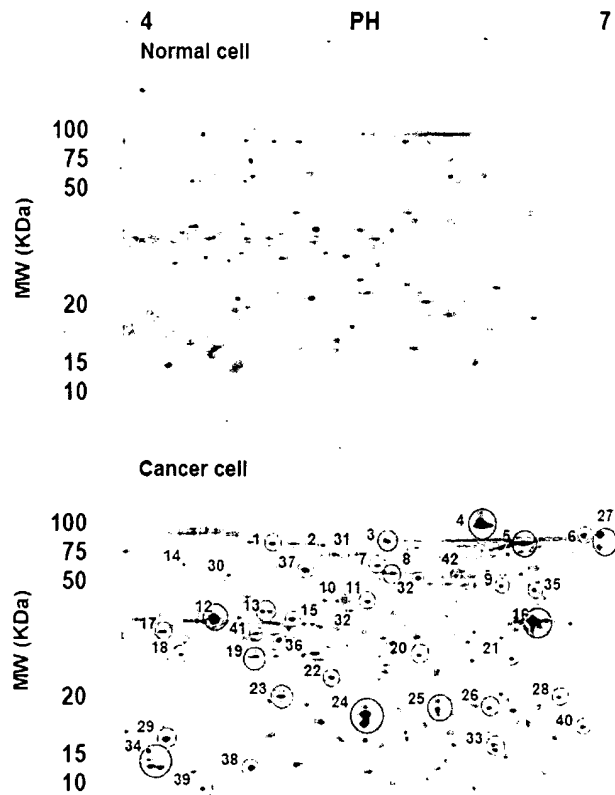 4 PH 7
Normal cell
100
75
50
20
15
10
MW (KDa)
Cancer cell
100
75
50
20
15
10
MW (KDa)
1 2 31 3 4 5 6 27
14 30 37 7 8 32 42 9 35
17 12 13 15 10 11 32 16
18 41 36 19 22 20 21
23 24 25 26 28 40
29 34 39 38 33